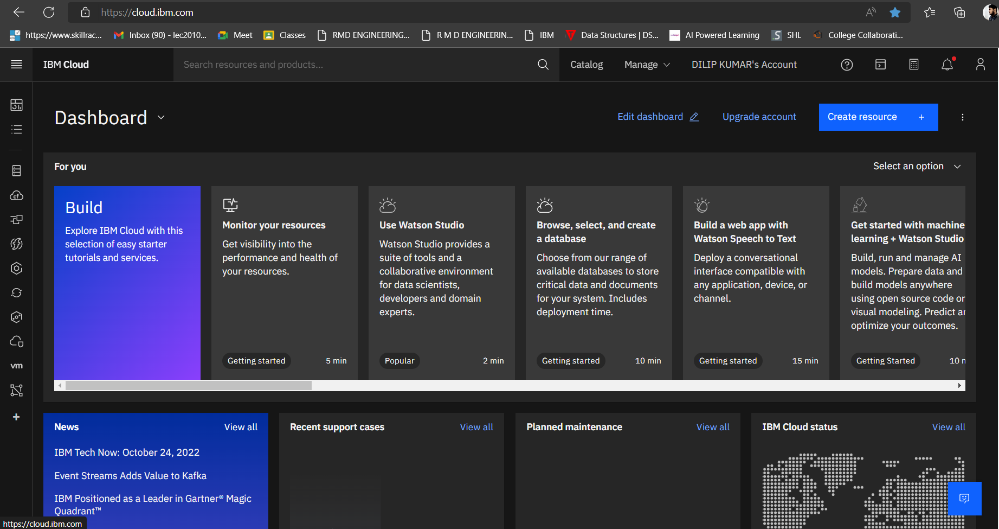 https://cloud.ibm.com
https://www.skillrac...
Inbox (90) - lec2010...
Meet
Classes
RMD ENGINEERING...
R M D ENGINEERIN...
IBM
Data Structures | DS...
AI Powered Learning
SHL
College Collaborati...
IBM Cloud
Search resources and products...
Catalog
Manage
DILIP KUMAR's Account
Dashboard
Edit dashboard
Upgrade account
Create resource +
For you
Select an option
Build
Explore IBM Cloud with this
selection of easy starter
tutorials and services.
Monitor your resources
Get visibility into the
performance and health of
your resources.
Getting started
5 min
Use Watson Studio
Watson Studio provides a
suite of tools and a
collaborative environment
for data scientists,
developers and domain
experts.
Popular
2 min
Browse, select, and create
a database
Choose from our range of
available databases to store
critical data and documents
for your system. Includes
deployment time.
Getting started
10 min
Build a web app with
Watson Speech to Text
Deploy a conversational
interface compatible with
any application, device, or
channel.
Getting started
15 min
Get started with machine
learning + Watson Studio
Build, run and manage AI
models. Prepare data and
build models anywhere
using open source code or
visual modeling. Predict
optimize your outcomes.
Getting Started
10
vm
News
View all
IBM Tech Now: October 24, 2022
Event Streams Adds Value to Kafka
IBM Positioned as a Leader in Gartner® Magic
Quadrant™
Recent support cases
View all
Planned maintenance
View all
IBM Cloud status
View all
https://cloud.ibm.com